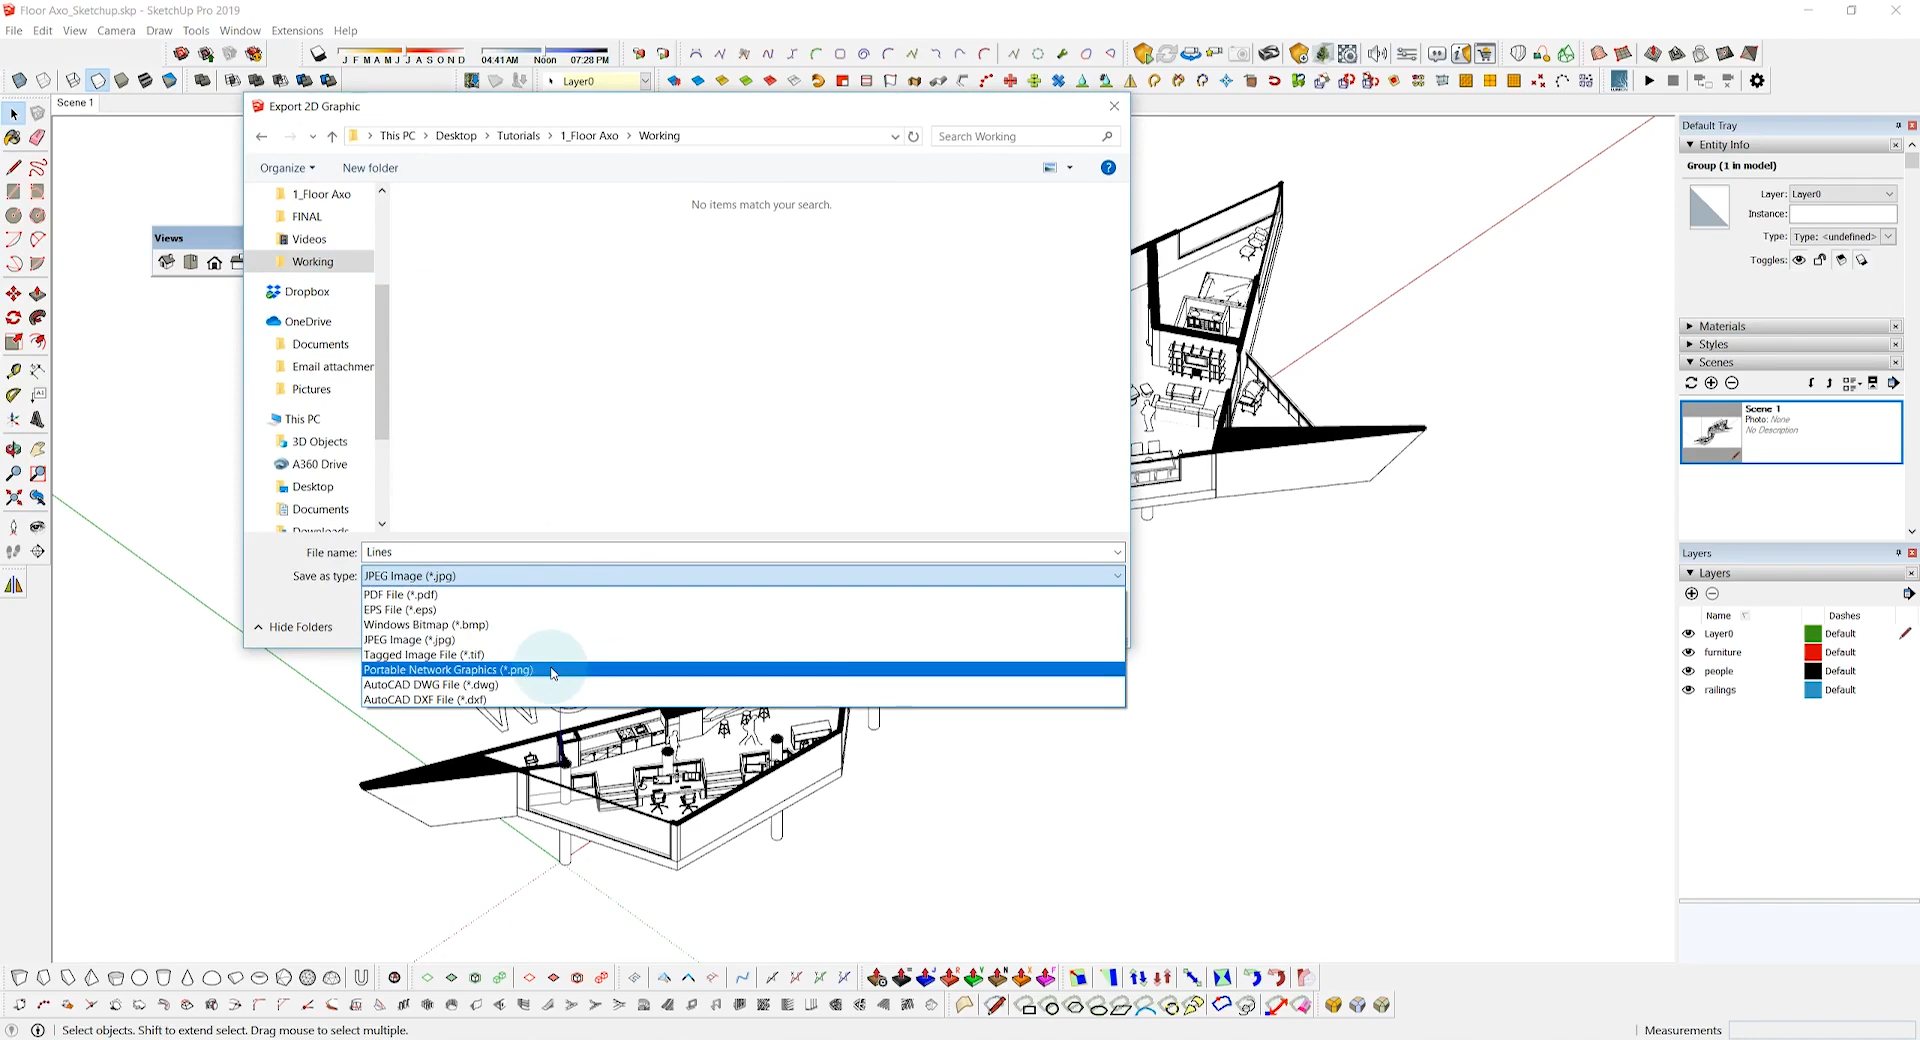 Floor Axo_Sketchup.skp - SketchUp Pro 2019
File Edit View Camera Draw Tools Window Extensions Help
J F M A M J J A S O N D
04:41 AM Noon 07:28 PM
Layer0
Scene 1
Export 2D Graphic
This PC > Desktop > Tutorials > 1_Floor Axo > Working
Search Working
Organize
New folder
1_Floor Axo
FINAL
Videos
Working
Dropbox
OneDrive
Documents
Email attachmen
Pictures
This PC
3D Objects
A360 Drive
Desktop
Documents
Downloads
No items match your search.
File name: Lines
Save as type: JPEG Image (*.jpg)
PDF File (*.pdf)
EPS File (*.eps)
Windows Bitmap (*.bmp)
JPEG Image (*.jpg)
Tagged Image File (*.tif)
Portable Network Graphics (*.png)
AutoCAD DWG File (*.dwg)
AutoCAD DXF File (*.dxf)
Hide Folders
Views
Default Tray
Entity Info
Group (1 in model)
Layer: Layer0
Instance:
Type: Type: <undefined>
Toggles:
Materials
Styles
Scenes
Scene 1
Photo: None
No Description
Layers
Layers
Name Dashes
Layer0 Default
furniture Default
people Default
railings Default
Select objects. Shift to extend select. Drag mouse to select multiple.
Measurements